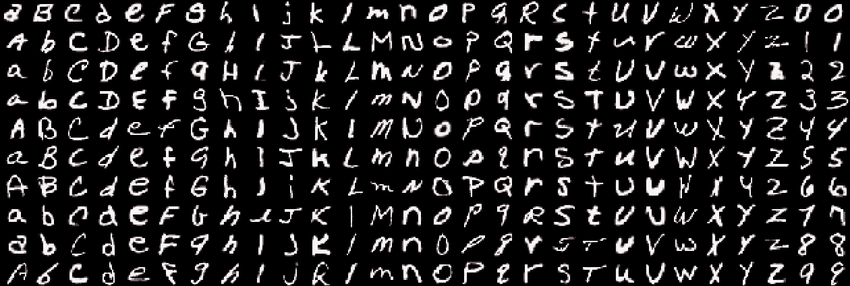 a B C d e F G h I j k l m n O P q R S t U V W X Y Z 0 0
A b C D e f G h I J L L M N o P Q r S t u r w X Y z 1 1
a b C D e f g H l J k L m N O P q r S t U V w X Y z 2 2
a b C D E f g h I j k l m N O p q r S T U V W X Y Z 3 3
A B C d e f G h I J K l M U o P Q r S t u V w X Y Z 4 4
a B C d e f g h l J k L m n O p q n S t u V W X Y Z 5 5
A B C d e f G h l i K L m N O P Q r S t u u N X Y Z 6 6
a b C d e F G h l J K l M n O P q R S t U U W X Y Z 7 7
a b C d e F g h l j K l m n O P q r J T u V w X Y z 8 8
A b C d e F g h i j R l m n O P q r S T u V w X Y Z 9 9